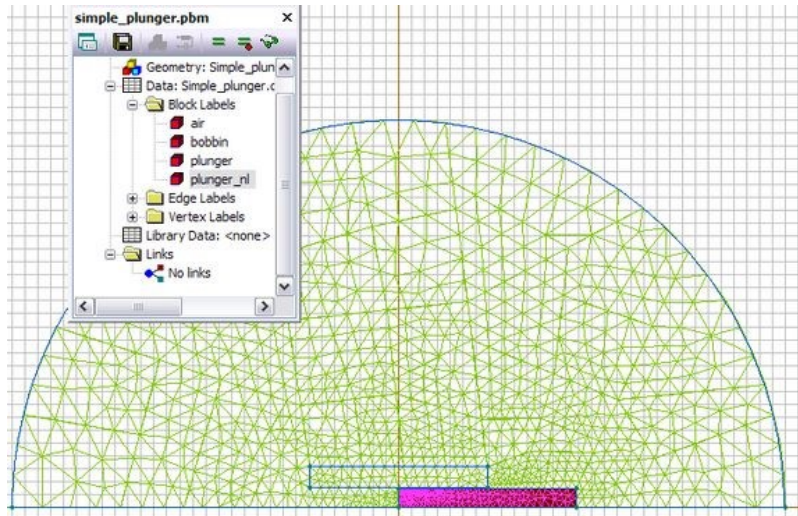 simple_plunger.pbm
Geometry: Simple_plun
Data: Simple_plunger.c
Block Labels
air
bobbin
plunger
plunger_nl
Edge Labels
Vertex Labels
Library Data: <none>
Links
No links